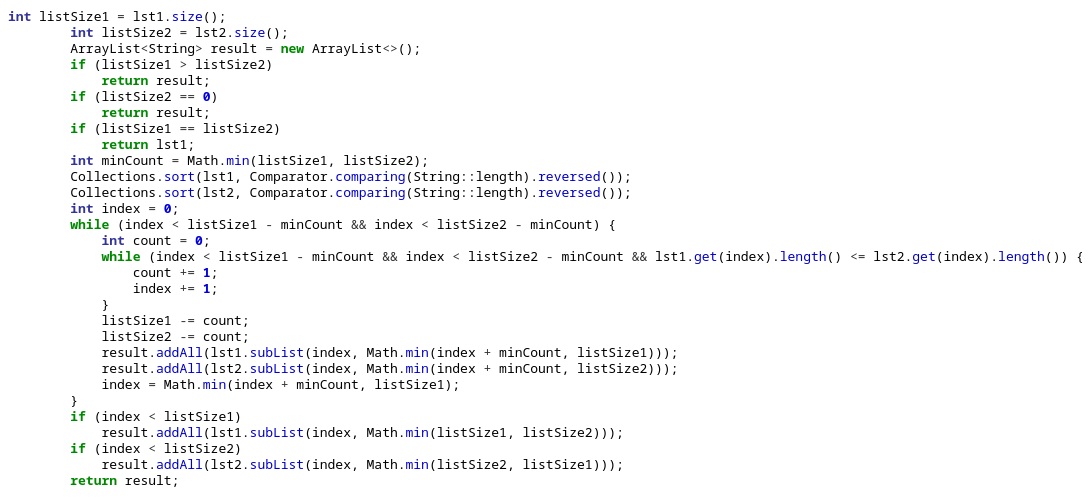 int listSize1 = lst1.size();
        int listSize2 = lst2.size();
        ArrayList<String> result = new ArrayList<>();
        if (listSize1 > listSize2)
            return result;
        if (listSize2 == 0)
            return result;
        if (listSize1 == listSize2)
            return lst1;
        int minCount = Math.min(listSize1, listSize2);
        Collections.sort(lst1, Comparator.comparing(String::length).reversed());
        Collections.sort(lst2, Comparator.comparing(String::length).reversed());
        int index = 0;
        while (index < listSize1 - minCount && index < listSize2 - minCount) {
            int count = 0;
            while (index < listSize1 - minCount && index < listSize2 - minCount && lst1.get(index).length() <= lst2.get(index).length()) {
                count += 1;
                index += 1;
            }
            listSize1 -= count;
            listSize2 -= count;
            result.addAll(lst1.subList(index, Math.min(index + minCount, listSize1)));
            result.addAll(lst2.subList(index, Math.min(index + minCount, listSize2)));
            index = Math.min(index + minCount, listSize1);
        }
        if (index < listSize1)
            result.addAll(lst1.subList(index, Math.min(listSize1, listSize2)));
        if (index < listSize2)
            result.addAll(lst2.subList(index, Math.min(listSize2, listSize1)));
        return result;